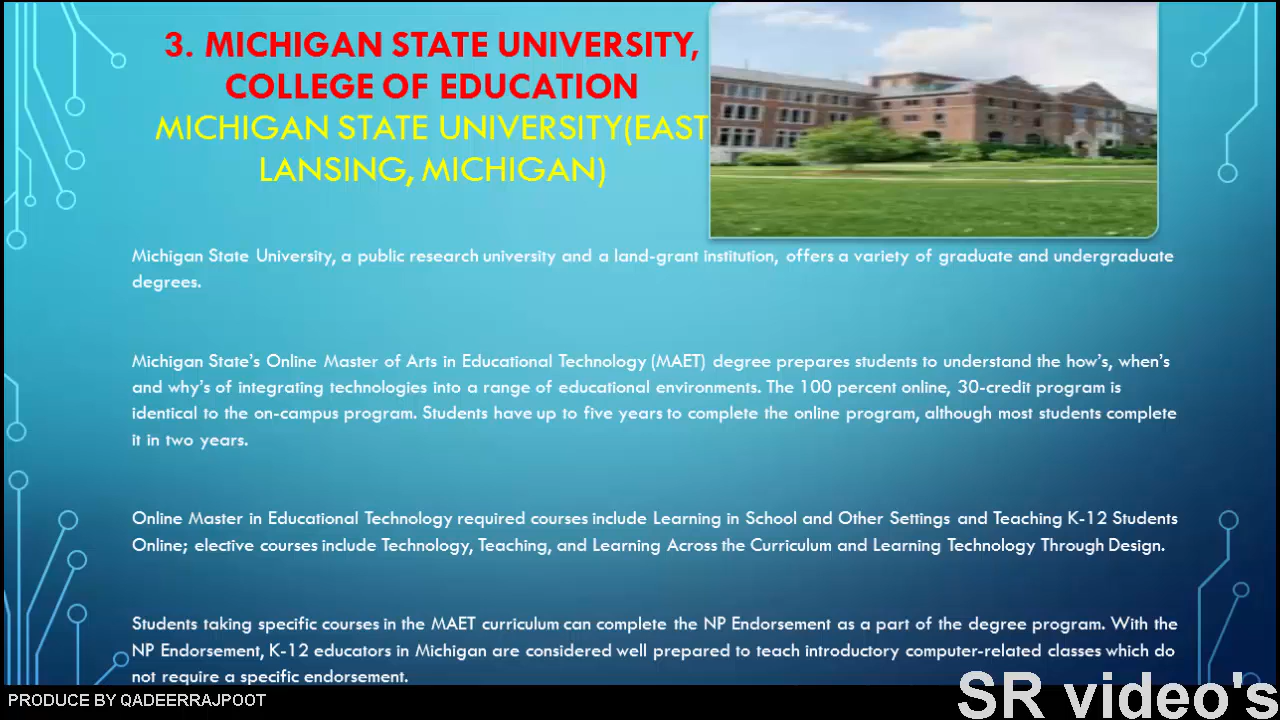 3. MICHIGAN STATE UNIVERSITY,
COLLEGE OF EDUCATION
MICHIGAN STATE UNIVERSITY(EAST
LANSING, MICHIGAN)
Michigan State University, a public research university and a land-grant institution, offers a variety of graduate and undergraduate
degrees.
Michigan State's Online Master of Arts in Educational Technology (MAET) degree prepares students to understand the how's, when's
and why's of integrating technologies into a range of educational environments. The 100 percent online, 30-credit program is
identical to the on-campus program. Students have up to five years to complete the online program, although most students complete
it in two years.
Online Master in Educational Technology required courses include Learning in School and Other Settings and Teaching K-12 Students
Online; elective courses include Technology, Teaching, and Learning Across the Curriculum and Learning Technology Through Design.
Students taking specific courses in the MAET curriculum can complete the NP Endorsement as a part of the degree program. With the
NP Endorsement, K-12 educators in Michigan are considered well prepared to teach introductory computer-related classes which do
not require a specific endorsement.
PRODUCE BY QADEERRAJPOOT
SR video's